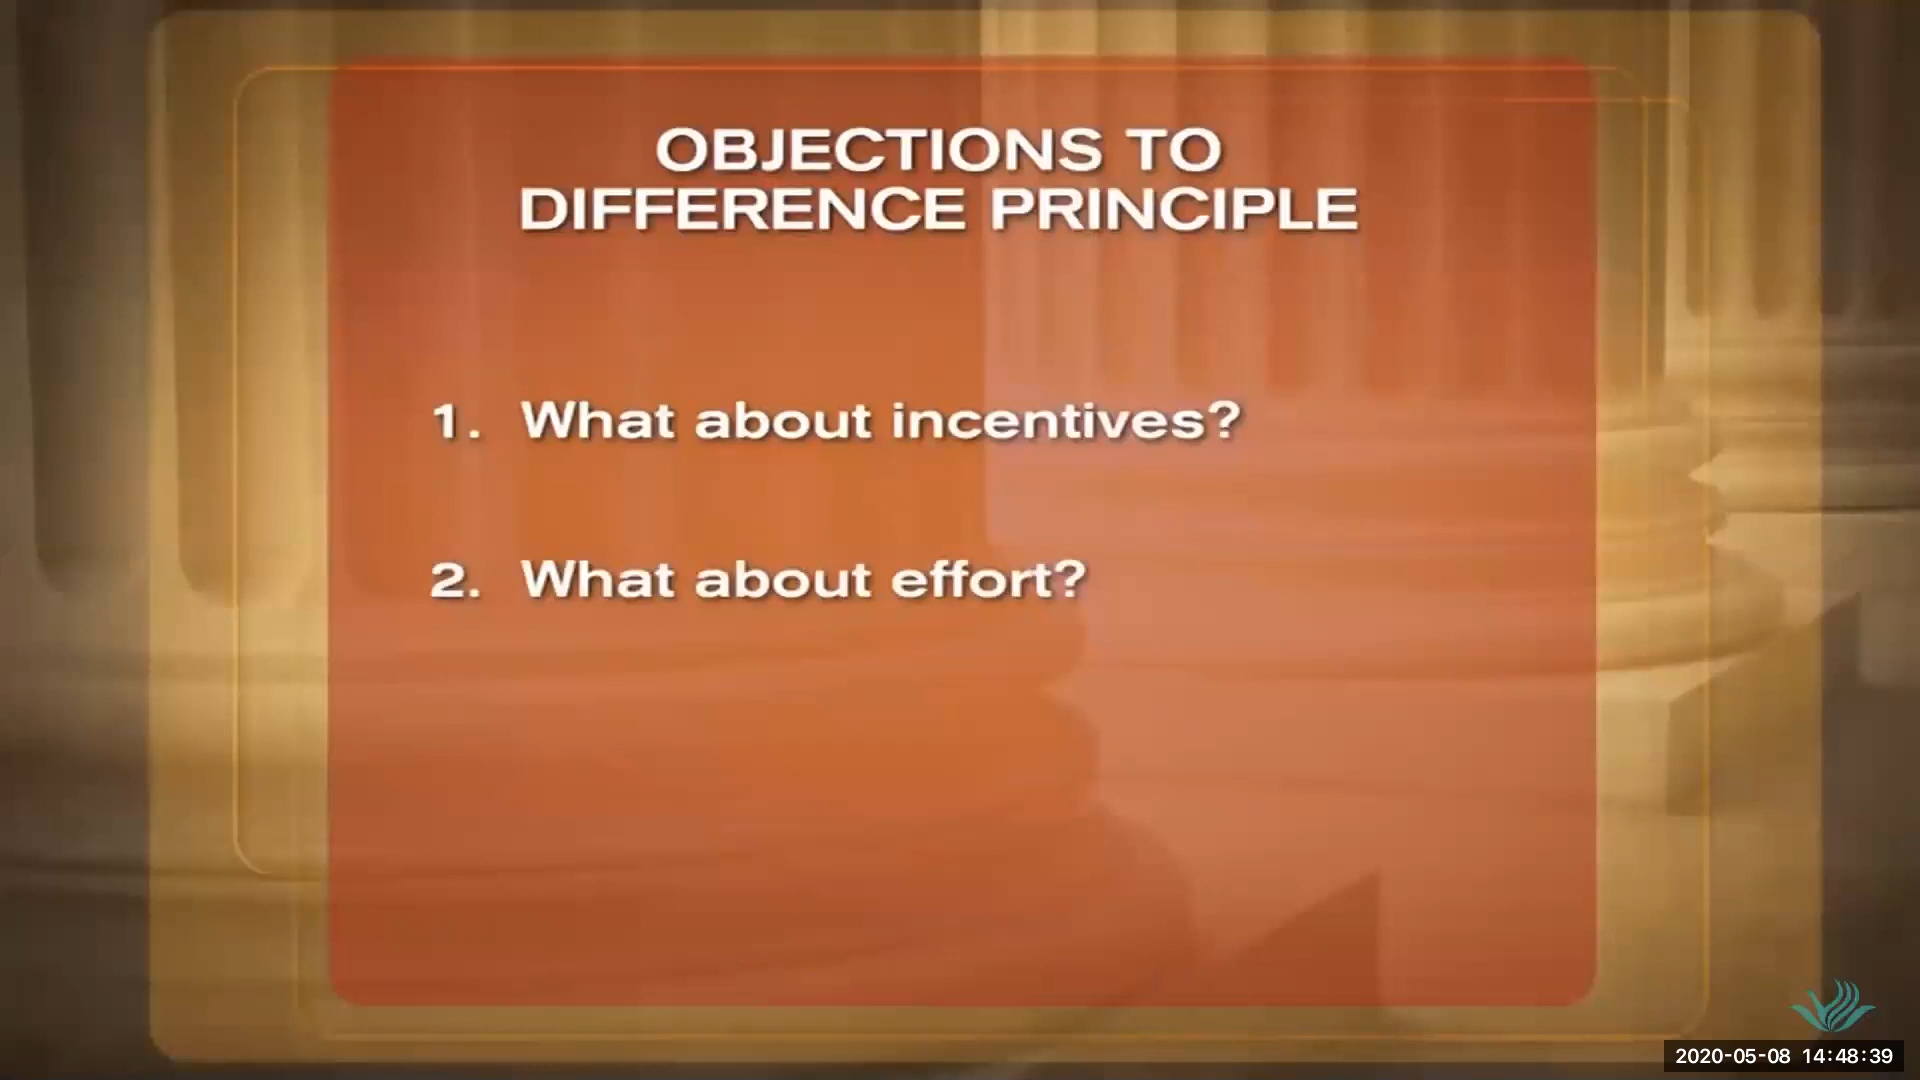 OBJECTIONS TO
DIFFERENCE PRINCIPLE
1. What about incentives?
2. What about effort?
2020-05-08 14:48:39